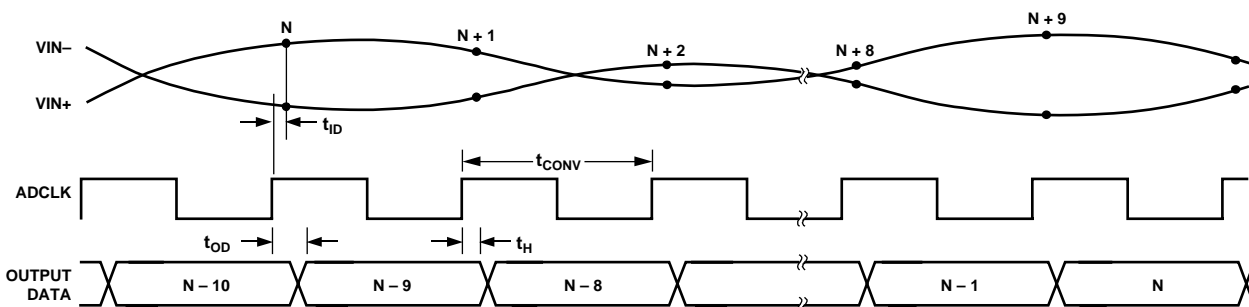 N
N + 1
N + 2
N + 8
N + 9
VIN–
VIN+
tID
tCONV
ADCLK
tOD
tH
OUTPUT
DATA
N – 10
N – 9
N – 8
N – 1
N